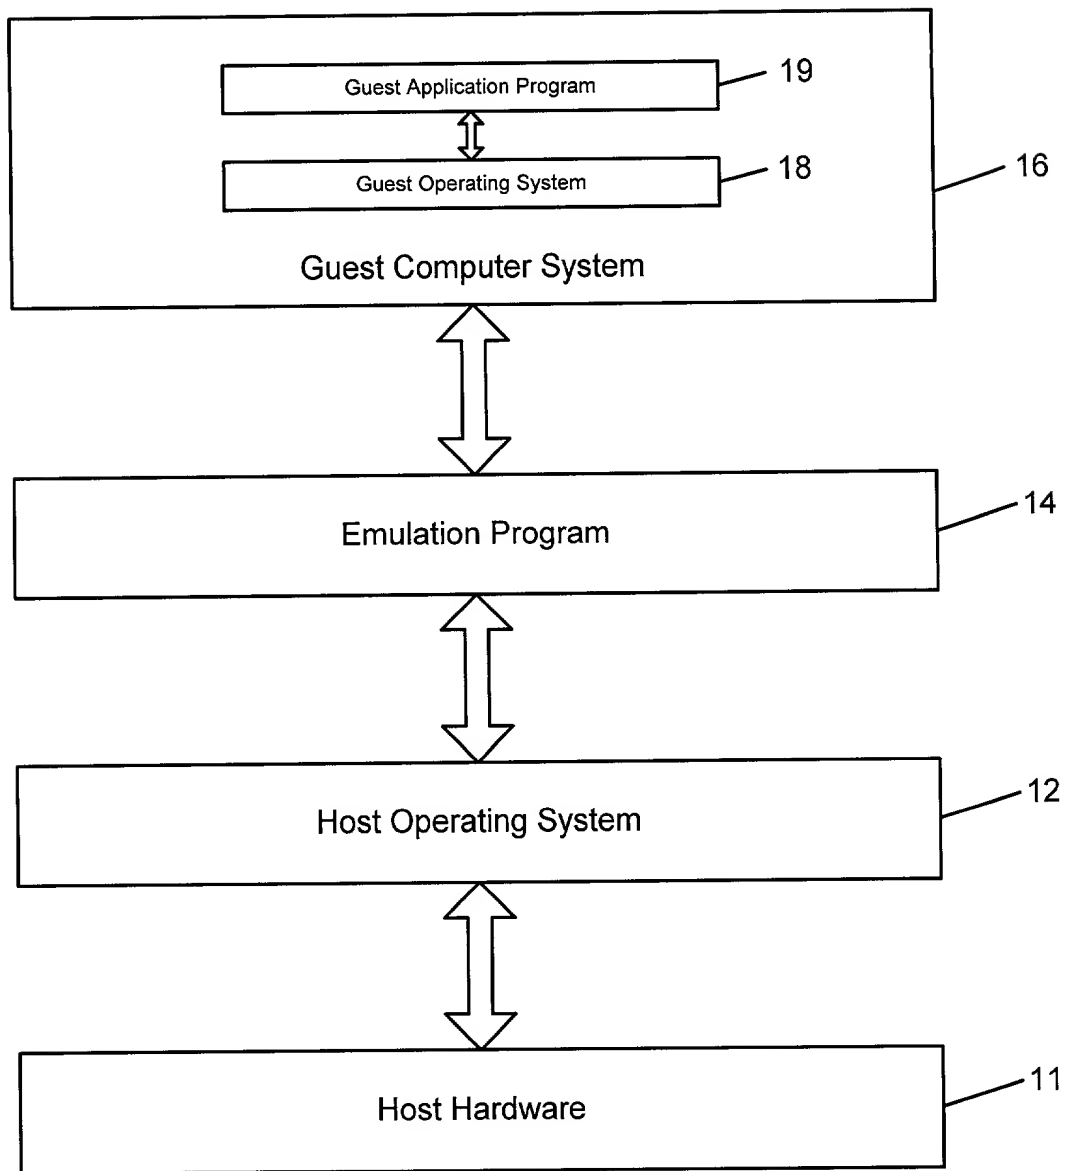 Guest Application Program
19
Guest Operating System
18
16
Guest Computer System
Emulation Program
14
Host Operating System
12
Host Hardware
11